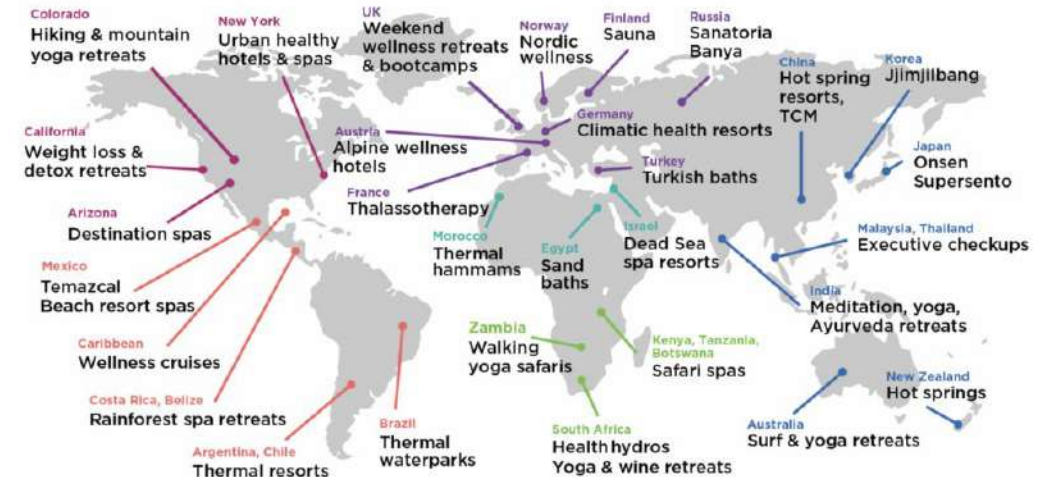 Colorado
Hiking & mountain
yoga retreats
New York
Urban healthy
hotels & spas
UK
Weekend
wellness retreats
& bootcamps
Norway
Nordic
wellness
Finland
Sauna
Russia
Sanatoria
Banya
China
Hot spring
resorts,
TCM
Korea
Jjimjilbang
California
Weight loss &
detox retreats
Austria
Alpine wellness
hotels
Germany
Climatic health resorts
Japan
Onsen
Supersento
France
Thalassotherapy
Turkey
Turkish baths
Arizona
Destination spas
Morocco
Thermal
hammams
Egypt
Sand
baths
Israel
Dead Sea
spa resorts
Malaysia, Thailand
Executive checkups
Mexico
Temazcal
Beach resort spas
India
Meditation, yoga,
Ayurveda retreats
Caribbean
Wellness cruises
Zambia
Walking
yoga safaris
Kenya, Tanzania,
Botswana
Safari spas
New Zealand
Hot springs
Costa Rica, Belize
Rainforest spa retreats
Brazil
Thermal
waterparks
South Africa
Health hydros
Yoga & wine retreats
Australia
Surf & yoga retreats
Argentina, Chile
Thermal resorts